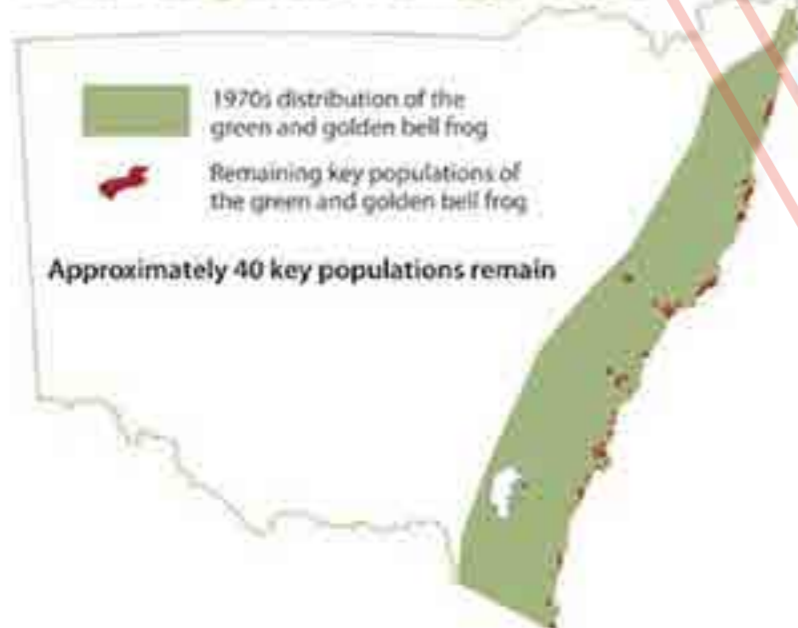 1970s distribution of the
green and golden bell frog
Remaining key populations of
the green and golden bell frog
Approximately 40 key populations remain